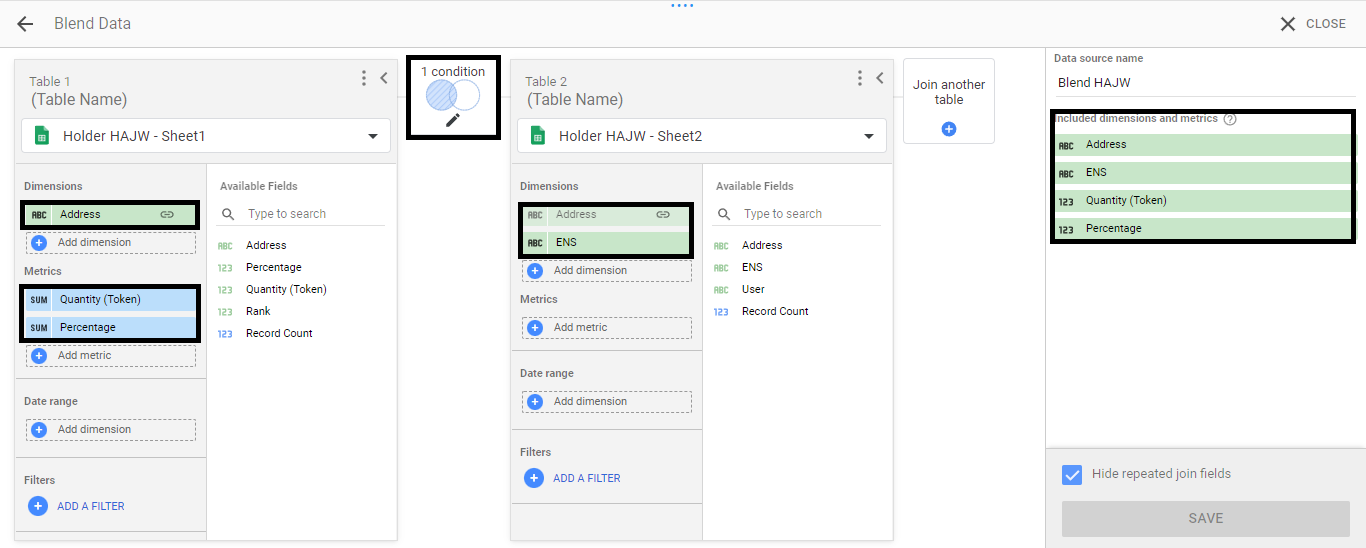 Blend Data
CLOSE
Table 1
(Table Name)
Holder HAJW - Sheet1
Dimensions
ABC Address
Add dimension
Metrics
SUM Quantity (Token)
SUM Percentage
Add metric
Date range
Add dimension
Filters
ADD A FILTER
Available Fields
Type to search
ABC Address
123 Percentage
123 Quantity (Token)
123 Rank
123 Record Count
1 condition
Table 2
(Table Name)
Holder HAJW - Sheet2
Dimensions
ABC Address
ABC ENS
Add dimension
Metrics
Add metric
Date range
Add dimension
Filters
ADD A FILTER
Available Fields
Type to search
ABC Address
ABC ENS
ABC User
123 Record Count
Join another
table
Data source name
Blend HAJW
Included dimensions and metrics
ABC Address
ABC ENS
123 Quantity (Token)
123 Percentage
Hide repeated join fields
SAVE